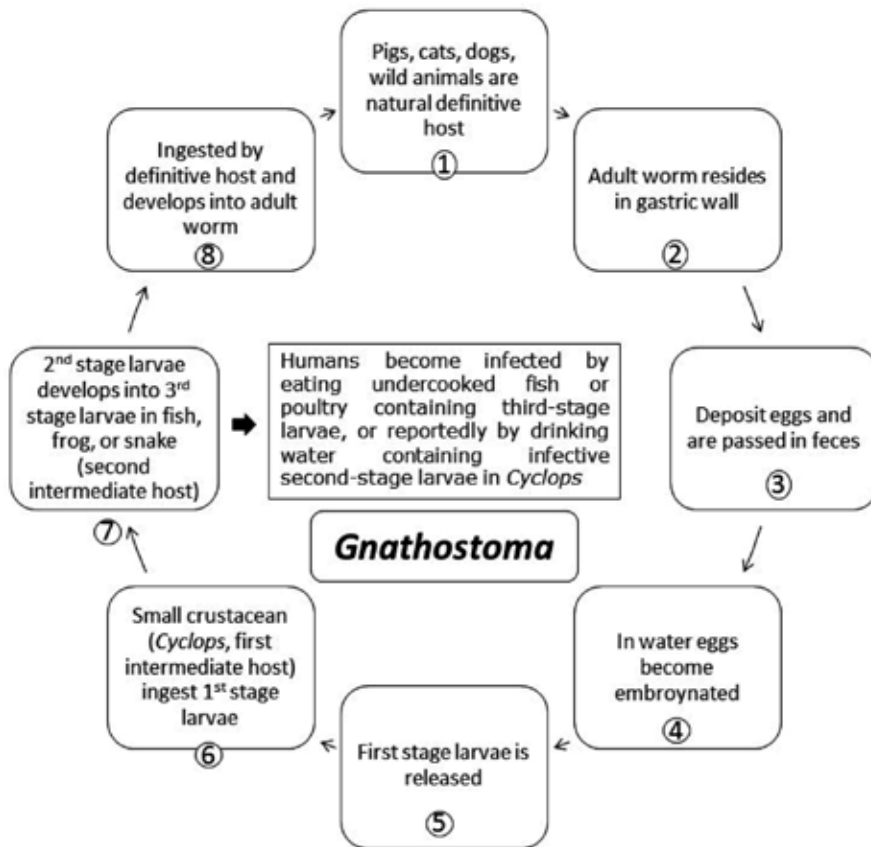 Pigs, cats, dogs,
wild animals are
natural definitive
host
①
Adult worm resides
in gastric wall
②
Deposit eggs and
are passed in feces
③
In water eggs
become
embroynated
④
First stage larvae is
released
⑤
Small crustacean
(Cyclops, first
intermediate host)
ingest 1st stage
larvae
⑥
2nd stage larvae
develops into 3rd
stage larvae in fish,
frog, or snake
(second
intermediate host)
⑦
Ingested by
definitive host and
develops into adult
worm
⑧
Humans become infected by
eating undercooked fish or
poultry containing third-stage
larvae, or reportedly by drinking
water containing infective
second-stage larvae in Cyclops
Gnathostoma